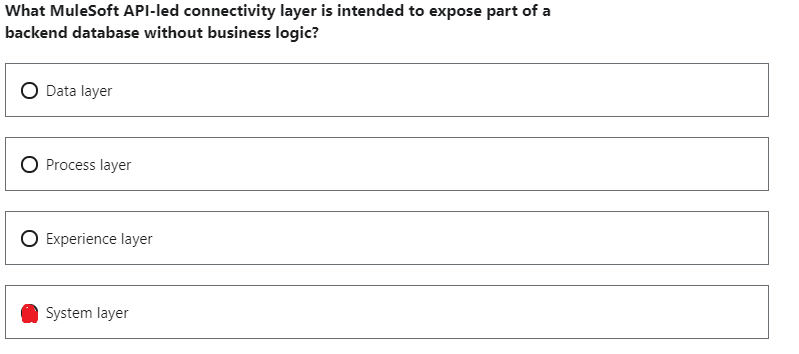 What MuleSoft API-led connectivity layer is intended to expose part of a
backend database without business logic?
Data layer
Process layer
Experience layer
System layer